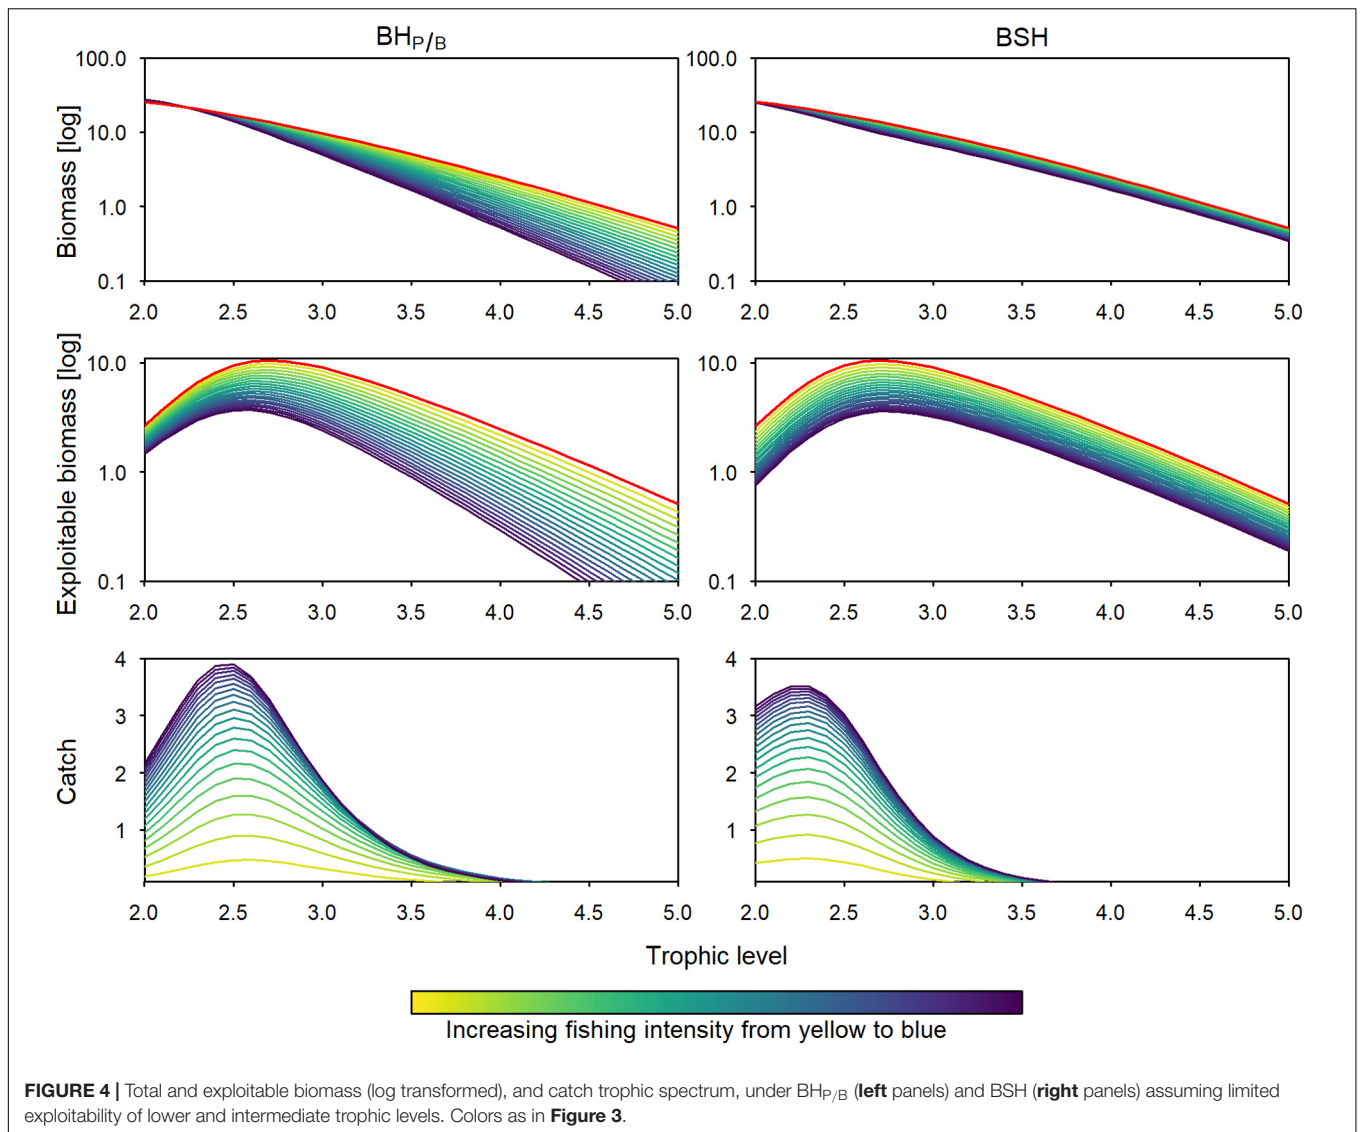 BHP/B
BSH
Biomass [log]
100.0
10.0
1.0
0.1
2.0 2.5 3.0 3.5 4.0 4.5 5.0
100.0
10.0
1.0
0.1
2.0 2.5 3.0 3.5 4.0 4.5 5.0
Exploitable biomass [log]
10.0
1.0
0.1
2.0 2.5 3.0 3.5 4.0 4.5 5.0
10.0
1.0
0.1
2.0 2.5 3.0 3.5 4.0 4.5 5.0
Catch
4
3
2
1
2.0 2.5 3.0 3.5 4.0 4.5 5.0
4
3
2
1
2.0 2.5 3.0 3.5 4.0 4.5 5.0
Trophic level
Increasing fishing intensity from yellow to blue
FIGURE 4 | Total and exploitable biomass (log transformed), and catch trophic spectrum, under BHP/B (left panels) and BSH (right panels) assuming limited
exploitability of lower and intermediate trophic levels. Colors as in Figure 3.